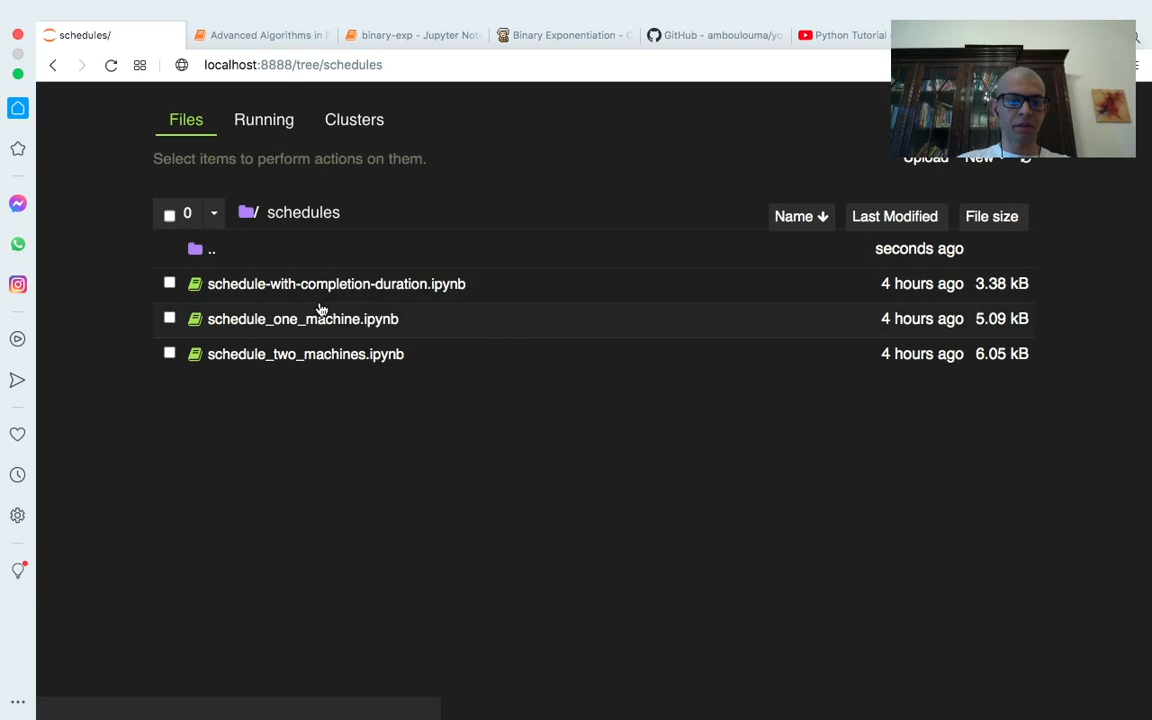 schedules/
Advanced Algorithms in
binary-exp - Jupyter Not
Binary Exponentiation - C
GitHub - amboulouma/yo
Python Tutorial
localhost:8888/tree/schedules
Files
Running
Clusters
Select items to perform actions on them.
Upload
New
0
/ schedules
Name
Last Modified
File size
..
seconds ago
schedule-with-completion-duration.ipynb
4 hours ago
3.38 kB
schedule_one_machine.ipynb
4 hours ago
5.09 kB
schedule_two_machines.ipynb
4 hours ago
6.05 kB